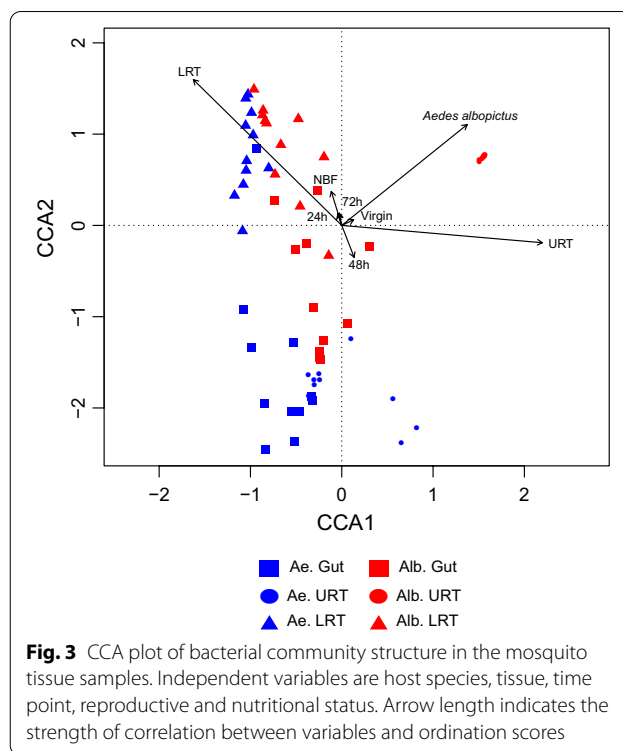 2
1
0
−1
−2
CCA2
LRT
Aedes albopictus
NBF
72h
24h
Virgin
48h
URT
−2
−1
0
1
2
CCA1
Ae. Gut
Alb. Gut
Ae. URT
Alb. URT
Ae. LRT
Alb. LRT
Fig. 3 CCA plot of bacterial community structure in the mosquito
tissue samples. Independent variables are host species, tissue, time
point, reproductive and nutritional status. Arrow length indicates the
strength of correlation between variables and ordination scores